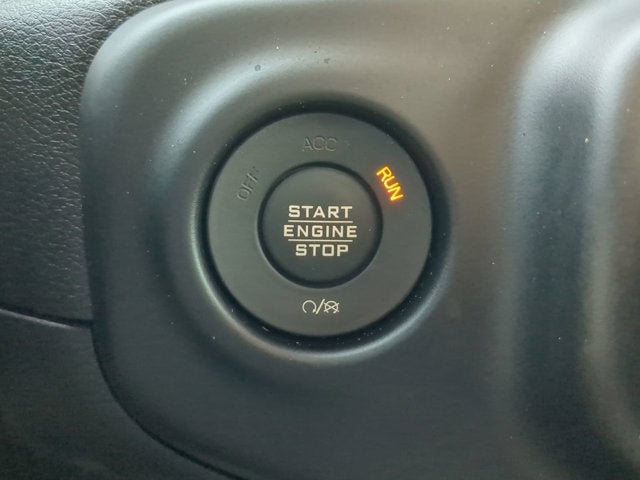 OFF
ACC
RUN
START
ENGINE
STOP